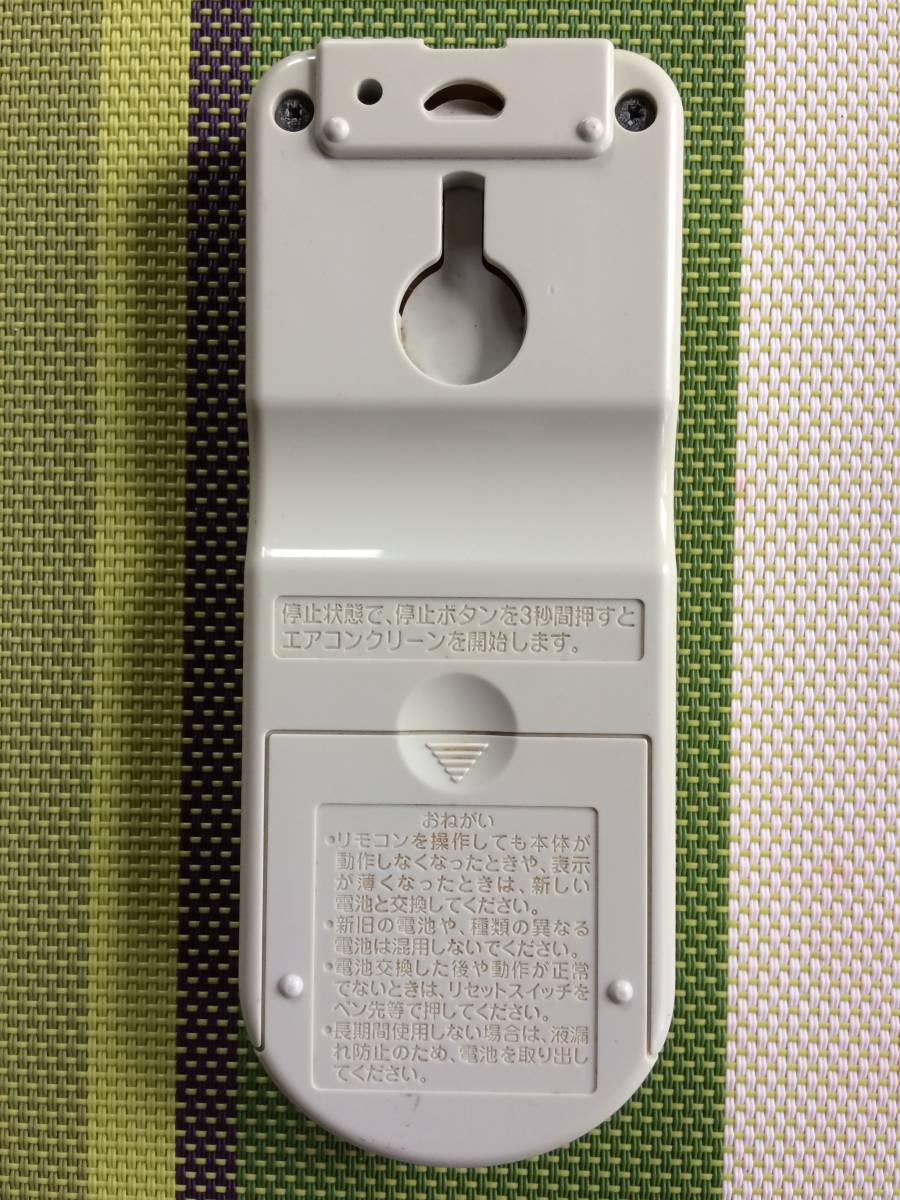 停止状態で、停止ボタンを3秒間押すと
エアコンクリーンを開始します。
おねがい
•リモコンを操作しても本体が
動作しなくなったときや、表示
が薄くなったときは、新しい
電池と交換してください。
•新旧の電池や、種類の異なる
電池は混用しないでください。
•電池交換した後や動作が正常
でないときは、リセットスイッチを
ペン先等で押してください。
•長期間使用しない場合は、液漏
れ防止のため、電池を取り出し
てください。